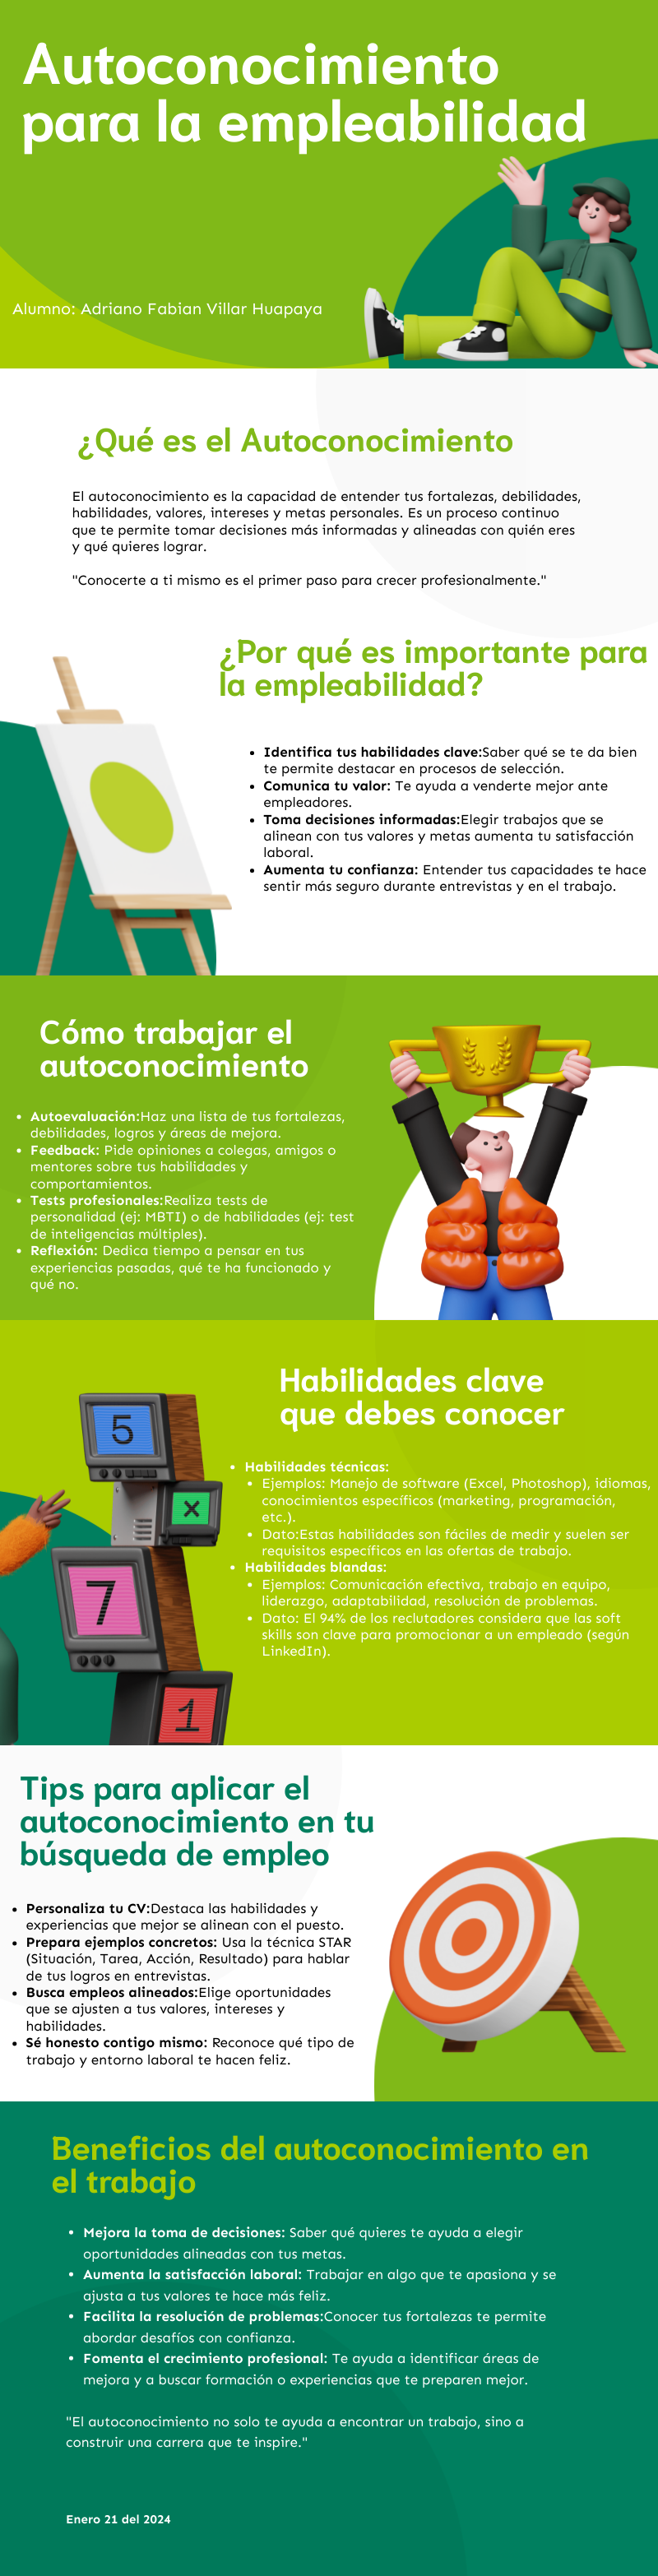 Autoconocimiento
para la empleabilidad
Alumno: Adriano Fabian Villar Huapaya
¿Qué es el Autoconocimiento
El autoconocimiento es la capacidad de entender tus fortalezas, debilidades,
habilidades, valores, intereses y metas personales. Es un proceso continuo
que te permite tomar decisiones más informadas y alineadas con quién eres
y qué quieres lograr.
"Conocerte a ti mismo es el primer paso para crecer profesionalmente."
¿Por qué es importante para
la empleabilidad?
• Identifica tus habilidades clave:Saber qué se te da bien
te permite destacar en procesos de selección.
• Comunica tu valor: Te ayuda a venderte mejor ante
empleadores.
• Toma decisiones informadas:Elegir trabajos que se
alinean con tus valores y metas aumenta tu satisfacción
laboral.
• Aumenta tu confianza: Entender tus capacidades te hace
sentir más seguro durante entrevistas y en el trabajo.
Cómo trabajar el
autoconocimiento
• Autoevaluación:Haz una lista de tus fortalezas,
debilidades, logros y áreas de mejora.
• Feedback: Pide opiniones a colegas, amigos o
mentores sobre tus habilidades y
comportamientos.
• Tests profesionales:Realiza tests de
personalidad (ej: MBTI) o de habilidades (ej: test
de inteligencias múltiples).
• Reflexión: Dedica tiempo a pensar en tus
experiencias pasadas, qué te ha funcionado y
qué no.
Habilidades clave
que debes conocer
5
X
7
1
• Habilidades técnicas:
• Ejemplos: Manejo de software (Excel, Photoshop), idiomas,
conocimientos específicos (marketing, programación,
etc.).
• Dato:Estas habilidades son fáciles de medir y suelen ser
requisitos específicos en las ofertas de trabajo.
• Habilidades blandas:
• Ejemplos: Comunicación efectiva, trabajo en equipo,
liderazgo, adaptabilidad, resolución de problemas.
• Dato: El 94% de los reclutadores considera que las soft
skills son clave para promocionar a un empleado (según
LinkedIn).
Tips para aplicar el
autoconocimiento en tu
búsqueda de empleo
• Personaliza tu CV:Destaca las habilidades y
experiencias que mejor se alinean con el puesto.
• Prepara ejemplos concretos: Usa la técnica STAR
(Situación, Tarea, Acción, Resultado) para hablar
de tus logros en entrevistas.
• Busca empleos alineados:Elige oportunidades
que se ajusten a tus valores, intereses y
habilidades.
• Sé honesto contigo mismo: Reconoce qué tipo de
trabajo y entorno laboral te hacen feliz.
Beneficios del autoconocimiento en
el trabajo
• Mejora la toma de decisiones: Saber qué quieres te ayuda a elegir
oportunidades alineadas con tus metas.
• Aumenta la satisfacción laboral: Trabajar en algo que te apasiona y se
ajusta a tus valores te hace más feliz.
• Facilita la resolución de problemas:Conocer tus fortalezas te permite
abordar desafíos con confianza.
• Fomenta el crecimiento profesional: Te ayuda a identificar áreas de
mejora y a buscar formación o experiencias que te preparen mejor.
"El autoconocimiento no solo te ayuda a encontrar un trabajo, sino a
construir una carrera que te inspire."
Enero 21 del 2024